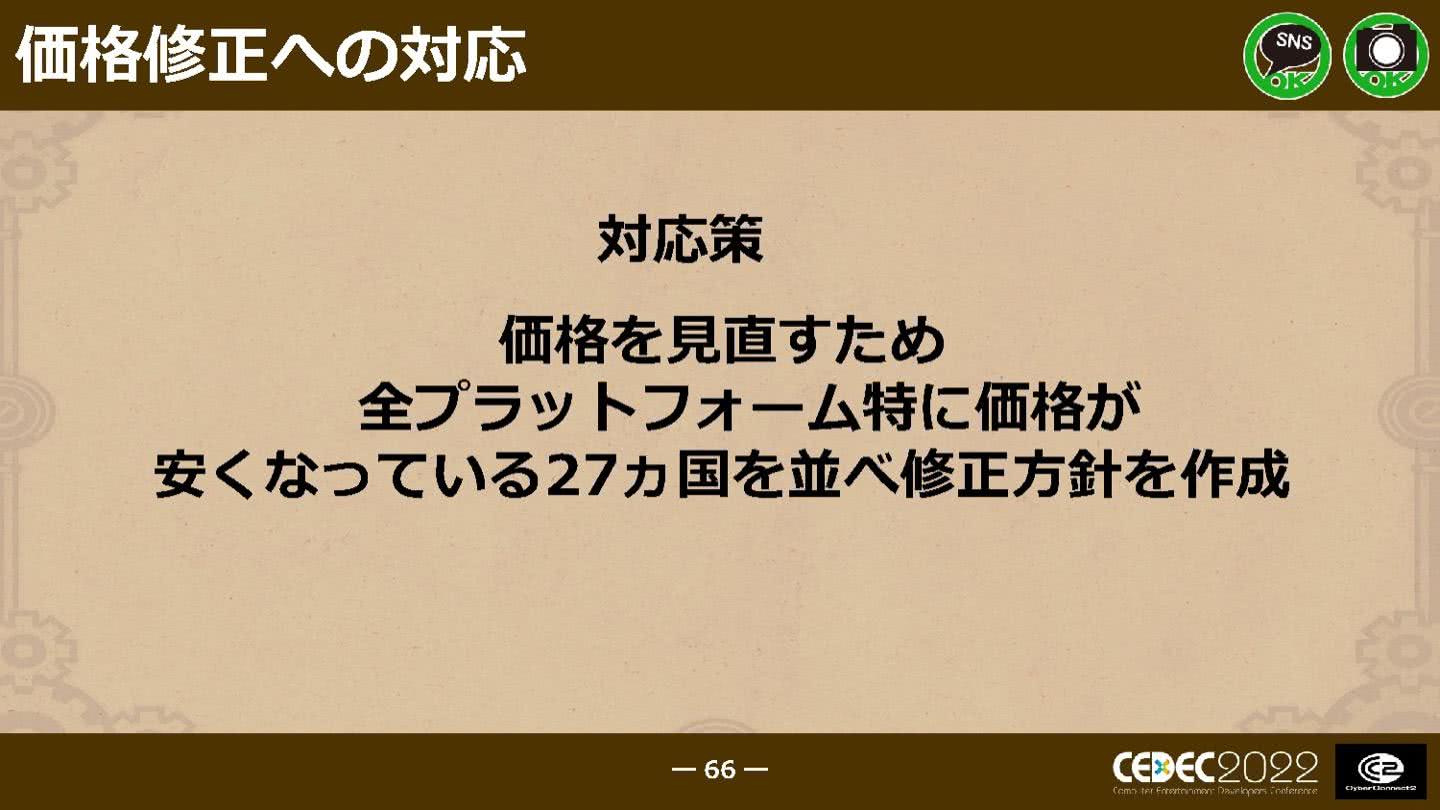 価格修正への対応
SNS
OK
OK
対応策
価格を見直すため
全プラットフォーム特に価格が
安くなっている27ヵ国を並べ修正方針を作成
― 66 ―
CEDEC2022
Computer Entertainment Developers Conference
CyberConnect2